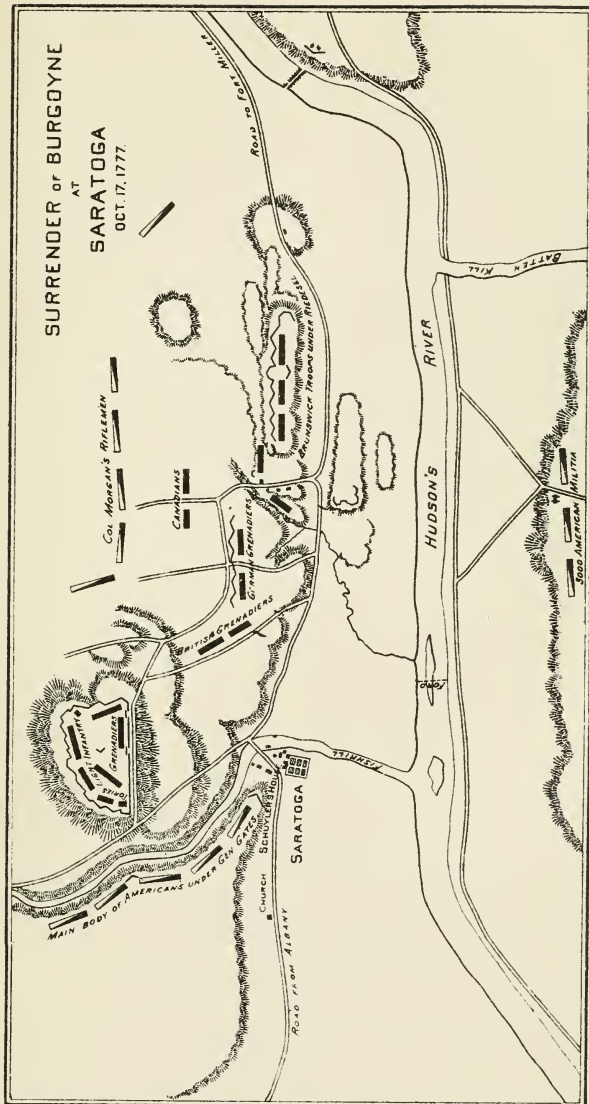 SURRENDER OF BURGOYNE
AT
SARATOGA
OCT. 17, 1777.
ROAD TO FORT MILLER
COL MORGAN'S RIFLEMEN
CANADIANS
BRUNSWICK TROOPS UNDER RIEDESEL
GERMAN GRENADIERS
BRITISH GRENADIERS
LIGHT INFANTRY
GRENADIERS
TORIES
MAIN BODY OF AMERICANS UNDER GEN GATES
SCHUYLERS HOUSE
SARATOGA
CHURCH
ROAD FROM ALBANY
FISHKILL
FORD
HUDSON'S RIVER
BATTEN KILL
3000 AMERICAN MILITIA